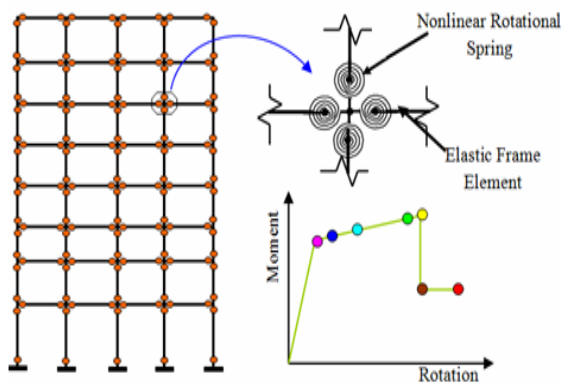 Nonlinear Rotational
Spring
Elastic Frame
Element
Moment
Rotation